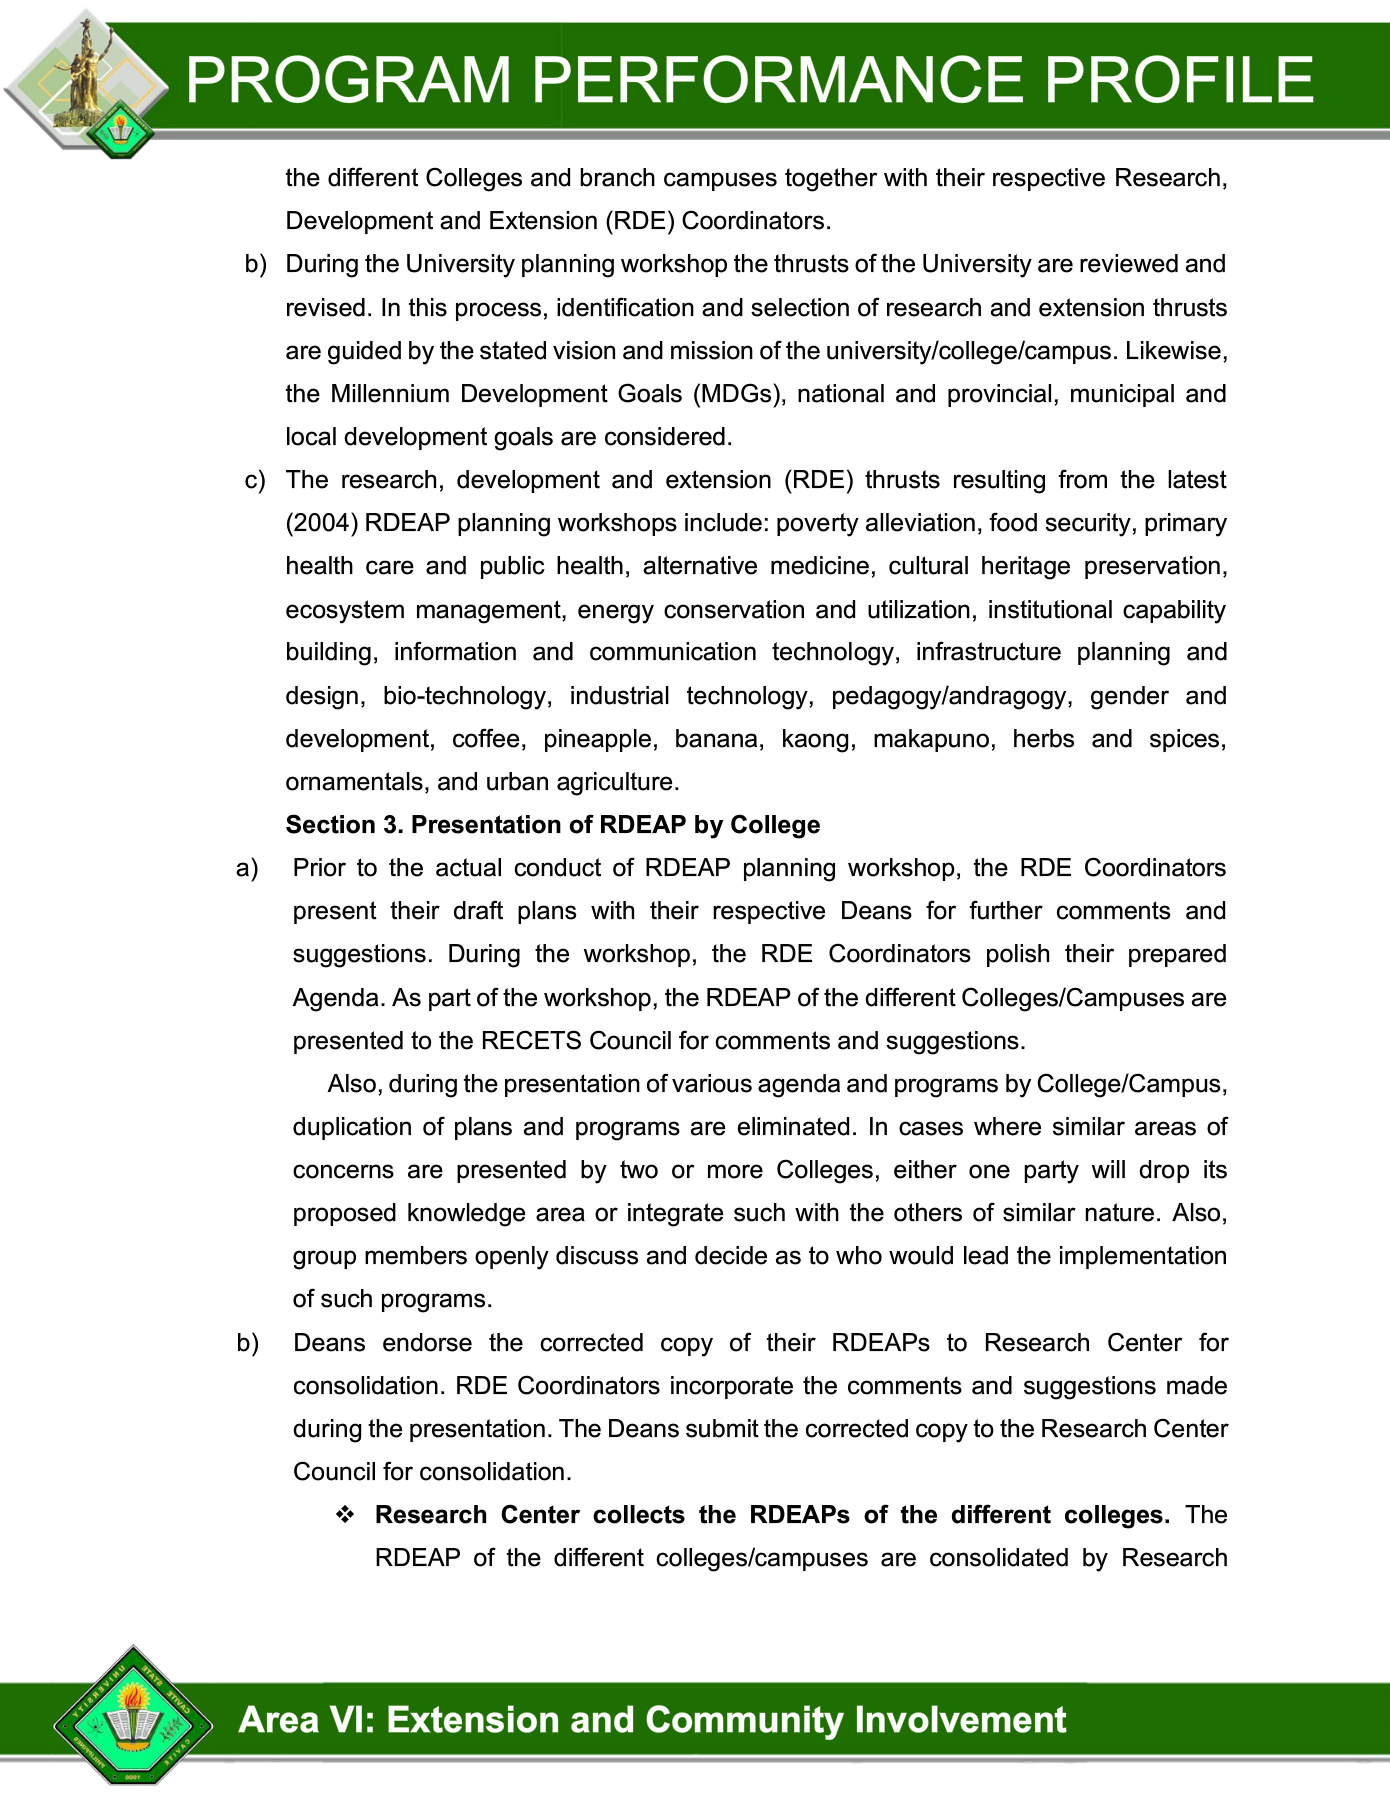 PROGRAM PERFORMANCE PROFILE
the different Colleges and branch campuses together with their respective Research,
Development and Extension (RDE) Coordinators.
b) During the University planning workshop the thrusts of the University are reviewed and
revised. In this process, identification and selection of research and extension thrusts
are guided by the stated vision and mission of the university/college/campus. Likewise,
the Millennium Development Goals (MDGs), national and provincial, municipal and
local development goals are considered.
c) The research, development and extension (RDE) thrusts resulting from the latest
(2004) RDEAP planning workshops include: poverty alleviation, food security, primary
health care and public health, alternative medicine, cultural heritage preservation,
ecosystem management, energy conservation and utilization, institutional capability
building, information and communication technology, infrastructure planning and
design, bio-technology, industrial technology, pedagogy/andragogy, gender and
development, coffee, pineapple, banana, kaong, makapuno, herbs and spices,
ornamentals, and urban agriculture.
Section 3. Presentation of RDEAP by College
a) Prior to the actual conduct of RDEAP planning workshop, the RDE Coordinators
present their draft plans with their respective Deans for further comments and
suggestions. During the workshop, the RDE Coordinators polish their prepared
Agenda. As part of the workshop, the RDEAP of the different Colleges/Campuses are
presented to the RECETS Council for comments and suggestions.
Also, during the presentation of various agenda and programs by College/Campus,
duplication of plans and programs are eliminated. In cases where similar areas of
concerns are presented by two or more Colleges, either one party will drop its
proposed knowledge area or integrate such with the others of similar nature. Also,
group members openly discuss and decide as to who would lead the implementation
of such programs.
b) Deans endorse the corrected copy of their RDEAPs to Research Center for
consolidation. RDE Coordinators incorporate the comments and suggestions made
during the presentation. The Deans submit the corrected copy to the Research Center
Council for consolidation.
❖ Research Center collects the RDEAPs of the different colleges. The
RDEAP of the different colleges/campuses are consolidated by Research
CAVITE STATE UNIVERSITY
CAVITE
PHILIPPINES
Area VI: Extension and Community Involvement